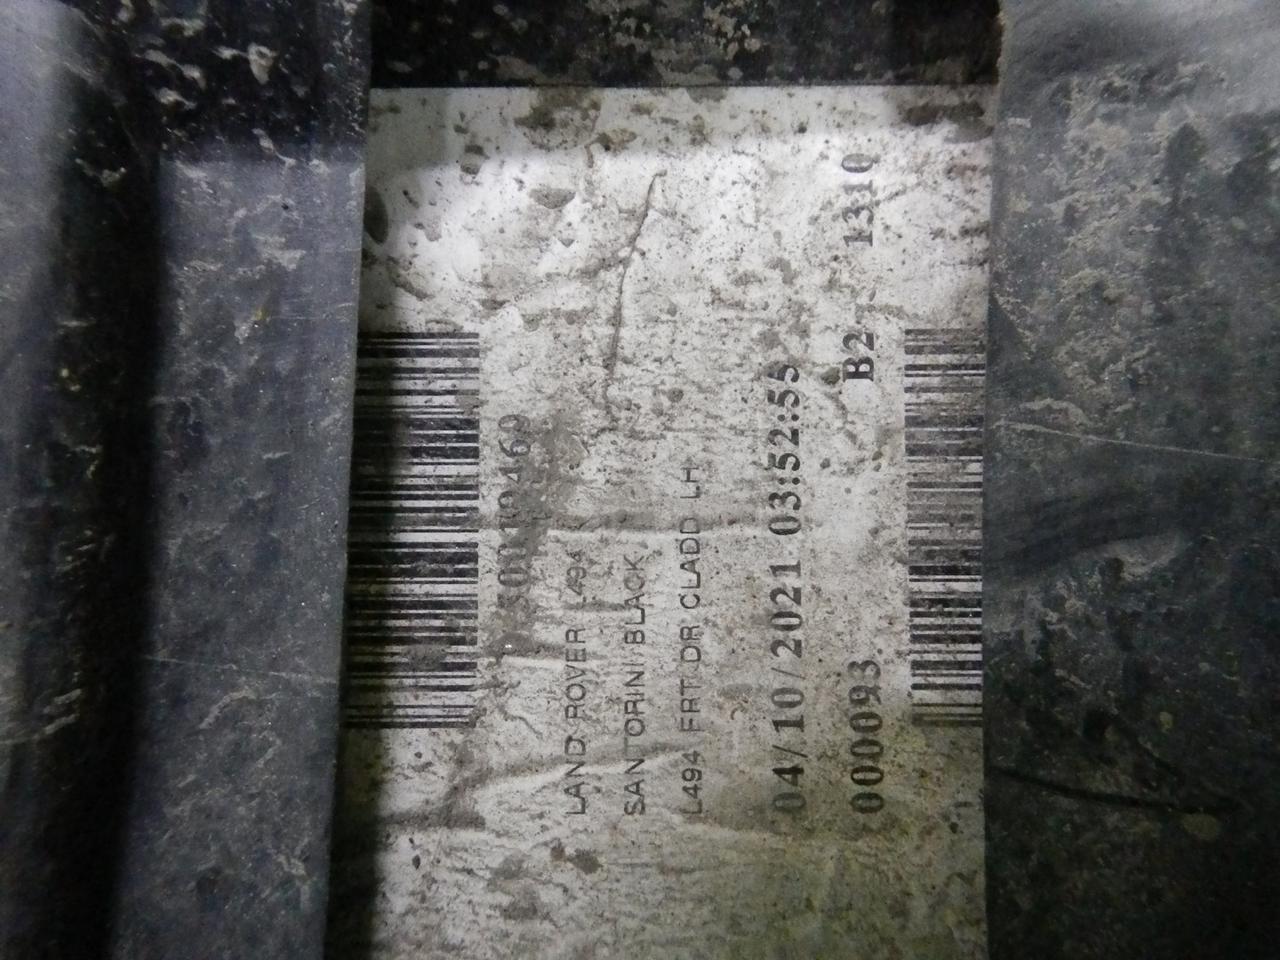 LAND ROVER L494
SANTORINI BLACK
L494 FRT DR CLADD LH
04/10/2021 03:52:55
000093 B2 1310